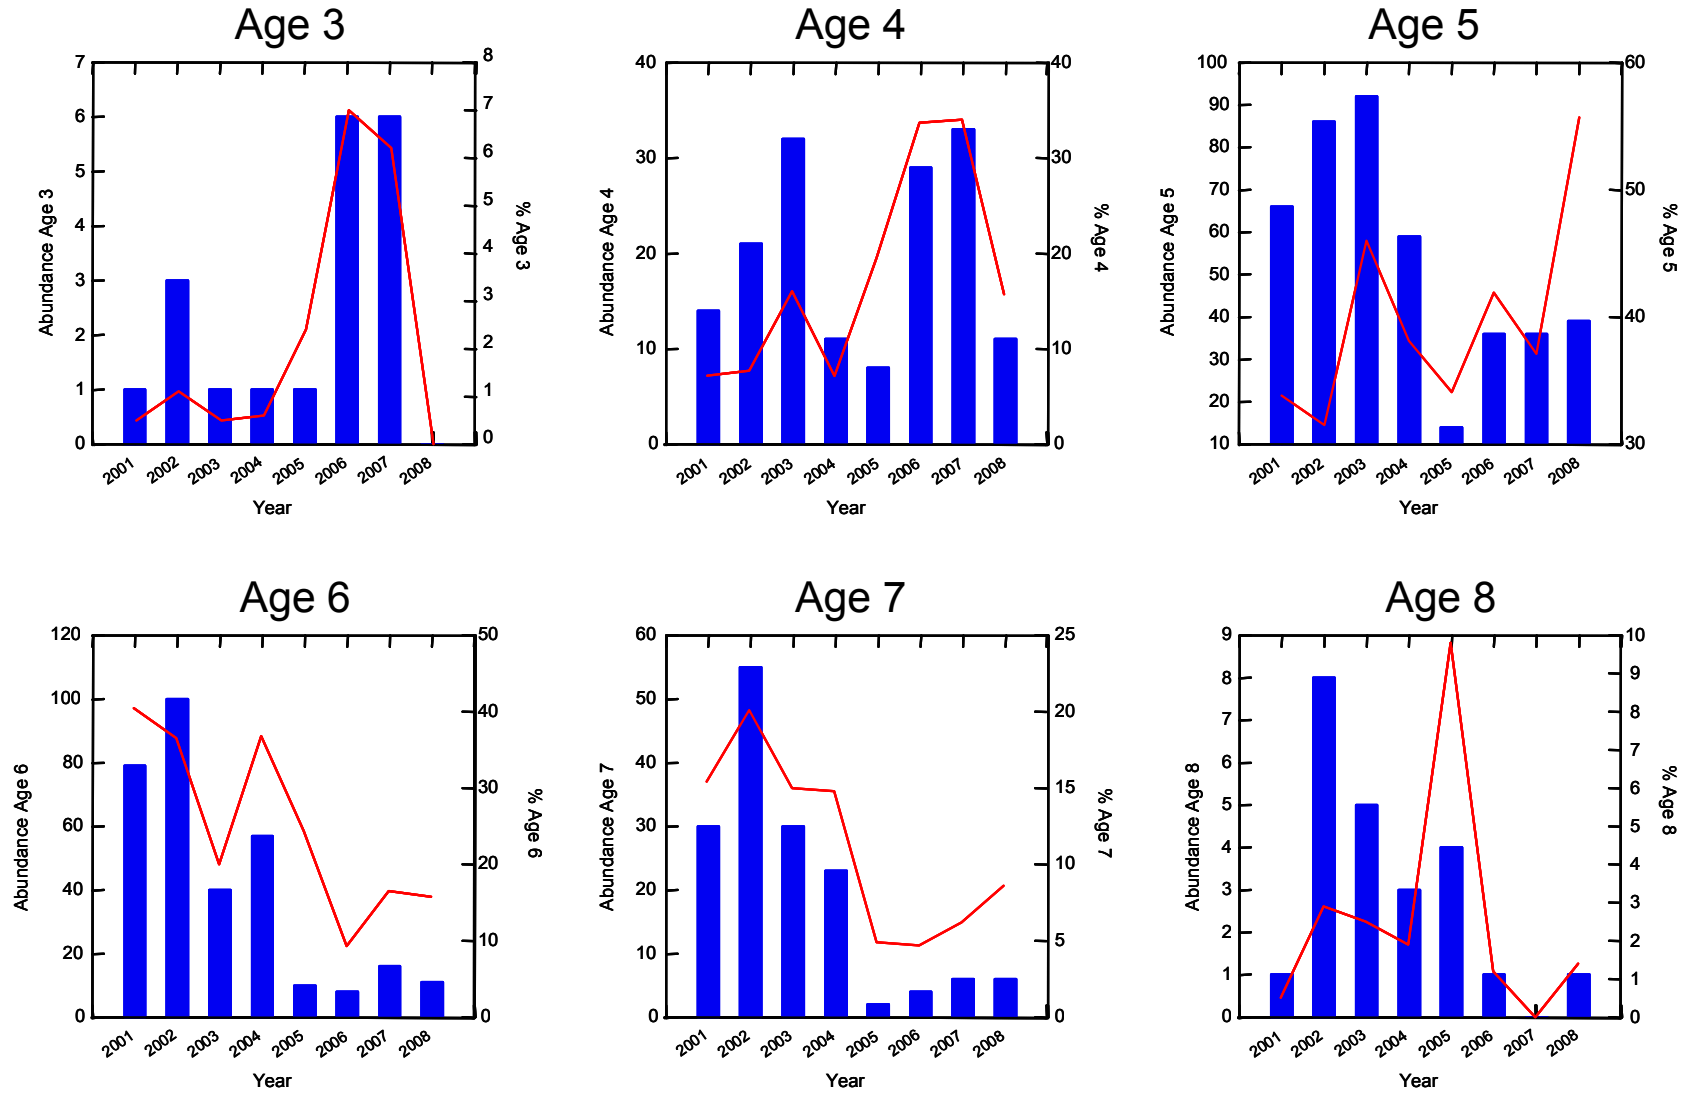 Age 3
7
6
5
4
3
2
1
0
8
7
6
5
4
3
2
1
0
Abundance Age 3
% Age 3
2001 2002 2003 2004 2005 2006 2007 2008
Year
Age 4
40
30
20
10
0
40
30
20
10
0
Abundance Age 4
% Age 4
2001 2002 2003 2004 2005 2006 2007 2008
Year
Age 5
100
90
80
70
60
50
40
30
20
10
60
50
40
30
Abundance Age 5
% Age 5
2001 2002 2003 2004 2005 2006 2007 2008
Year
Age 6
120
100
80
60
40
20
0
50
40
30
20
10
0
Abundance Age 6
% Age 6
2001 2002 2003 2004 2005 2006 2007 2008
Year
Age 7
60
50
40
30
20
10
0
25
20
15
10
5
0
Abundance Age 7
% Age 7
2001 2002 2003 2004 2005 2006 2007 2008
Year
Age 8
9
8
7
6
5
4
3
2
1
0
10
9
8
7
6
5
4
3
2
1
0
Abundance Age 8
% Age 8
2001 2002 2003 2004 2005 2006 2007 2008
Year